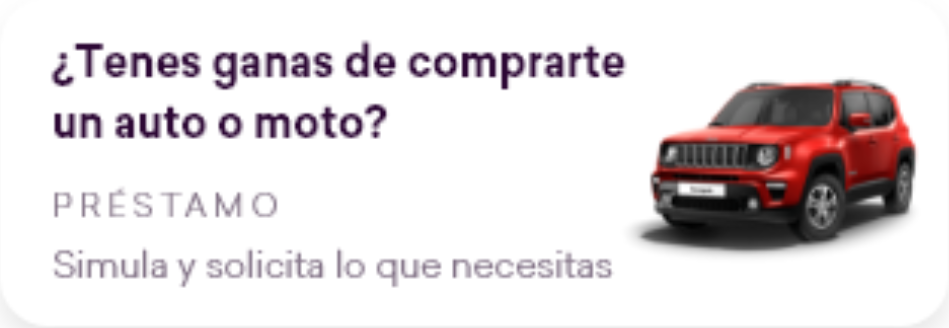 ¿Tenes ganas de comprarte
un auto o moto?
PRÉSTAMO
Simula y solicita lo que necesitas